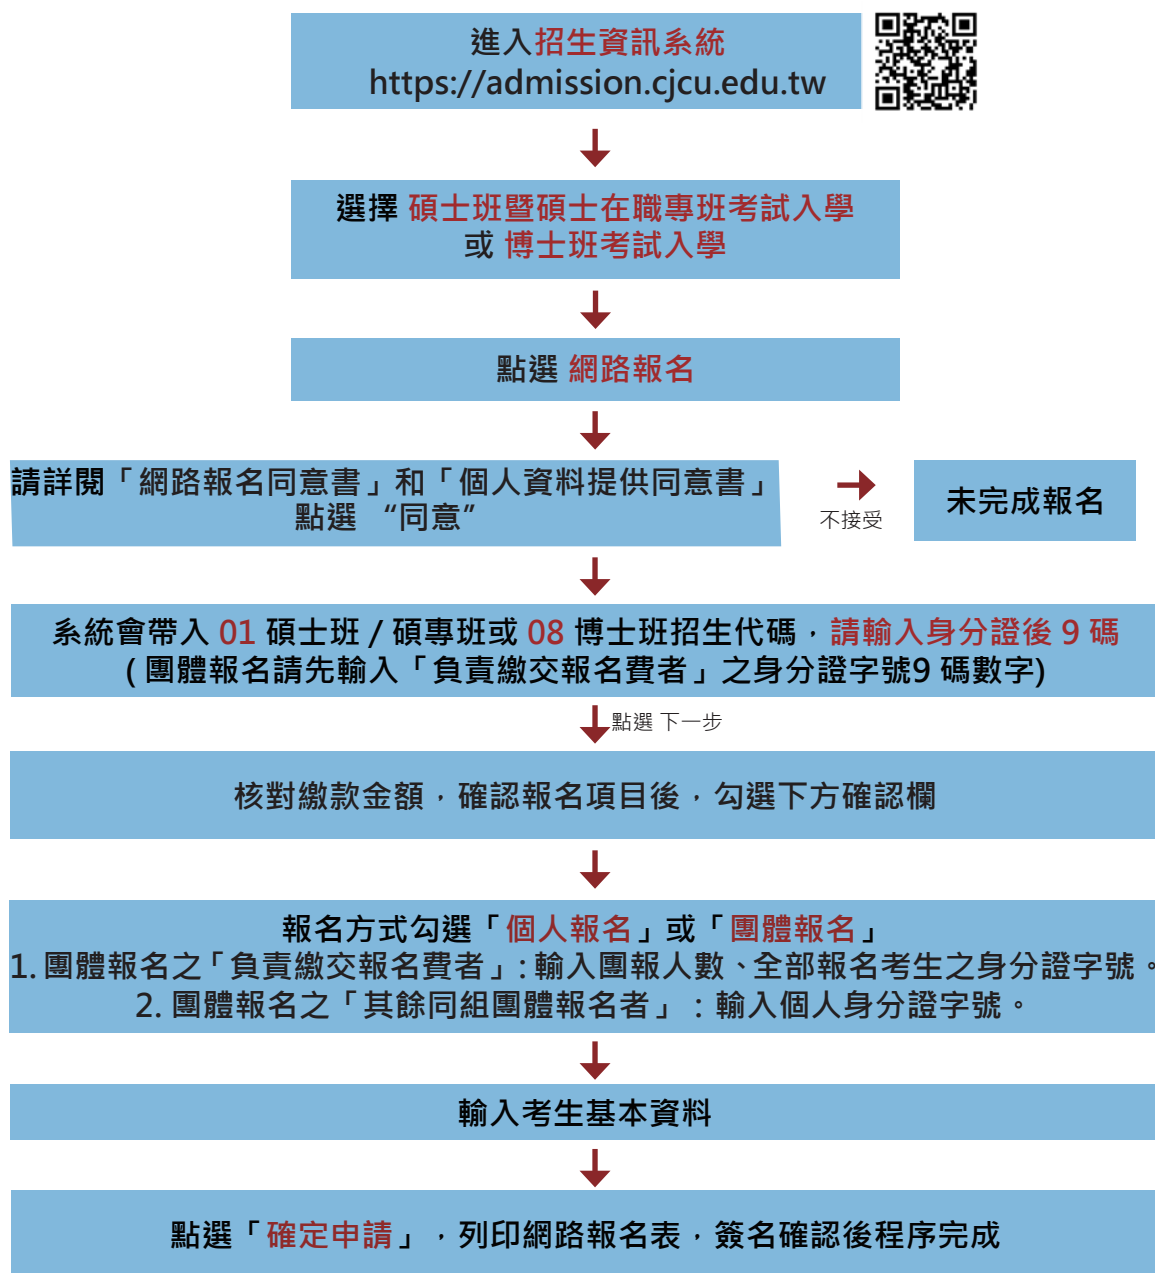 進入招生資訊系統
https://admission.cjcu.edu.tw
選擇 碩士班暨碩士在職專班考試入學
或 博士班考試入學
點選 網路報名
請詳閱「網路報名同意書」和「個人資料提供同意書」
點選 “同意”
不接受
未完成報名
系統會帶入 01 碩士班 / 碩專班或 08 博士班招生代碼，請輸入身分證後 9 碼
( 團體報名請先輸入「負責繳交報名費者」之身分證字號9 碼數字)
點選 下一步
核對繳款金額，確認報名項目後，勾選下方確認欄
報名方式勾選「個人報名」或「團體報名」
1. 團體報名之「負責繳交報名費者」: 輸入團報人數、全部報名考生之身分證字號。
2. 團體報名之「其餘同組團體報名者」: 輸入個人身分證字號。
輸入考生基本資料
點選「確定申請」，列印網路報名表，簽名確認後程序完成